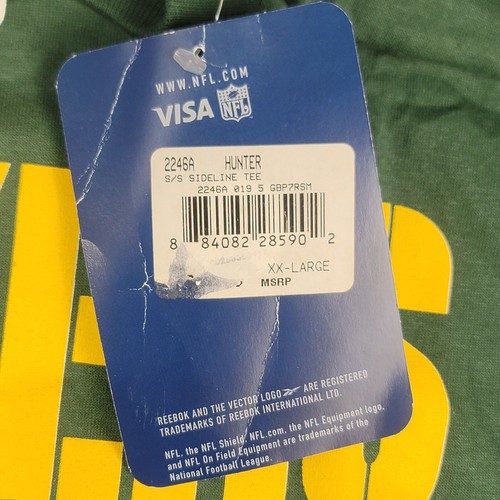 WWW.NFL.COM
VISA NFL
2246A HUNTER
S/S SIDELINE TEE
2246A 019 5 GBP7RSM
8 84082 28590 2
XX-LARGE
MSRP
REEBOK AND THE VECTOR LOGO ARE REGISTERED
TRADEMARKS OF REEBOK INTERNATIONAL LTD.
NFL, the NFL Shield, NFL.com, the NFL Equipment logo,
and NFL On Field Equipment are trademarks of the
National Football League.